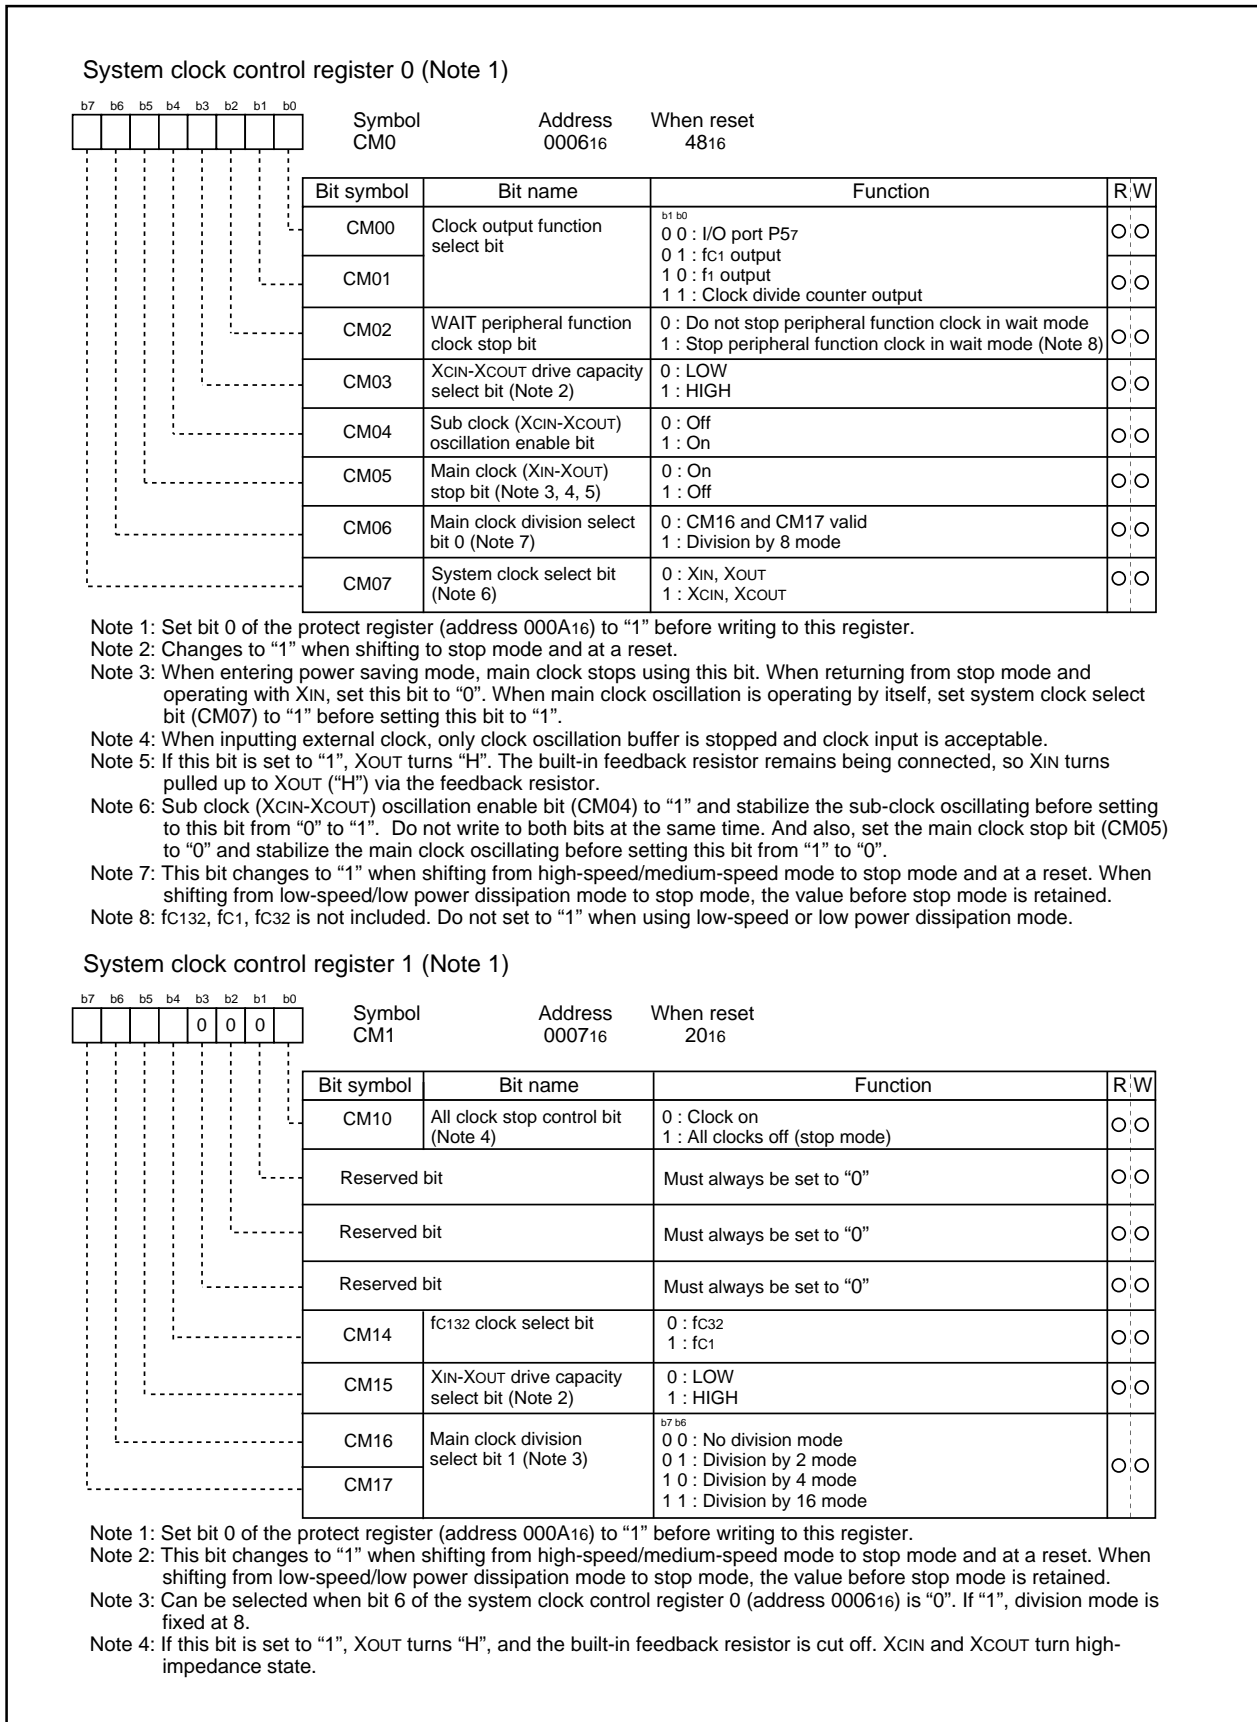 System clock control register 0 (Note 1)
b7 b6 b5 b4 b3 b2 b1 b0
Symbol Address When reset
CM0 000616 4816
Bit symbol Bit name Function R W
CM00 Clock output function select bit
b1 b0
0 0 : I/O port P57
0 1 : fC1 output
1 0 : f1 output
1 1 : Clock divide counter output
CM01
CM02 WAIT peripheral function clock stop bit
0 : Do not stop peripheral function clock in wait mode
1 : Stop peripheral function clock in wait mode (Note 8)
CM03 XCIN-XCOUT drive capacity select bit (Note 2)
0 : LOW
1 : HIGH
CM04 Sub clock (XCIN-XCOUT) oscillation enable bit
0 : Off
1 : On
CM05 Main clock (XIN-XOUT) stop bit (Note 3, 4, 5)
0 : On
1 : Off
CM06 Main clock division select bit 0 (Note 7)
0 : CM16 and CM17 valid
1 : Division by 8 mode
CM07 System clock select bit (Note 6)
0 : XIN, XOUT
1 : XCIN, XCOUT
Note 1: Set bit 0 of the protect register (address 000A16) to “1” before writing to this register.
Note 2: Changes to “1” when shifting to stop mode and at a reset.
Note 3: When entering power saving mode, main clock stops using this bit. When returning from stop mode and
operating with XIN, set this bit to “0”. When main clock oscillation is operating by itself, set system clock select
bit (CM07) to “1” before setting this bit to “1”.
Note 4: When inputting external clock, only clock oscillation buffer is stopped and clock input is acceptable.
Note 5: If this bit is set to “1”, XOUT turns “H”. The built-in feedback resistor remains being connected, so XIN turns
pulled up to XOUT (“H”) via the feedback resistor.
Note 6: Sub clock (XCIN-XCOUT) oscillation enable bit (CM04) to “1” and stabilize the sub-clock oscillating before setting
to this bit from “0” to “1”. Do not write to both bits at the same time. And also, set the main clock stop bit (CM05)
to “0” and stabilize the main clock oscillating before setting this bit from “1” to “0”.
Note 7: This bit changes to “1” when shifting from high-speed/medium-speed mode to stop mode and at a reset. When
shifting from low-speed/low power dissipation mode to stop mode, the value before stop mode is retained.
Note 8: fC132, fC1, fC32 is not included. Do not set to “1” when using low-speed or low power dissipation mode.
System clock control register 1 (Note 1)
b7 b6 b5 b4 b3 b2 b1 b0
0 0 0
Symbol Address When reset
CM1 000716 2016
Bit symbol Bit name Function R W
CM10 All clock stop control bit (Note 4)
0 : Clock on
1 : All clocks off (stop mode)
Reserved bit Must always be set to “0”
Reserved bit Must always be set to “0”
Reserved bit Must always be set to “0”
CM14 fC132 clock select bit
0 : fC32
1 : fC1
CM15 XIN-XOUT drive capacity select bit (Note 2)
0 : LOW
1 : HIGH
CM16 Main clock division select bit 1 (Note 3)
b7 b6
0 0 : No division mode
0 1 : Division by 2 mode
1 0 : Division by 4 mode
1 1 : Division by 16 mode
CM17
Note 1: Set bit 0 of the protect register (address 000A16) to “1” before writing to this register.
Note 2: This bit changes to “1” when shifting from high-speed/medium-speed mode to stop mode and at a reset. When
shifting from low-speed/low power dissipation mode to stop mode, the value before stop mode is retained.
Note 3: Can be selected when bit 6 of the system clock control register 0 (address 000616) is “0”. If “1”, division mode is
fixed at 8.
Note 4: If this bit is set to “1”, XOUT turns “H”, and the built-in feedback resistor is cut off. XCIN and XCOUT turn high-
impedance state.